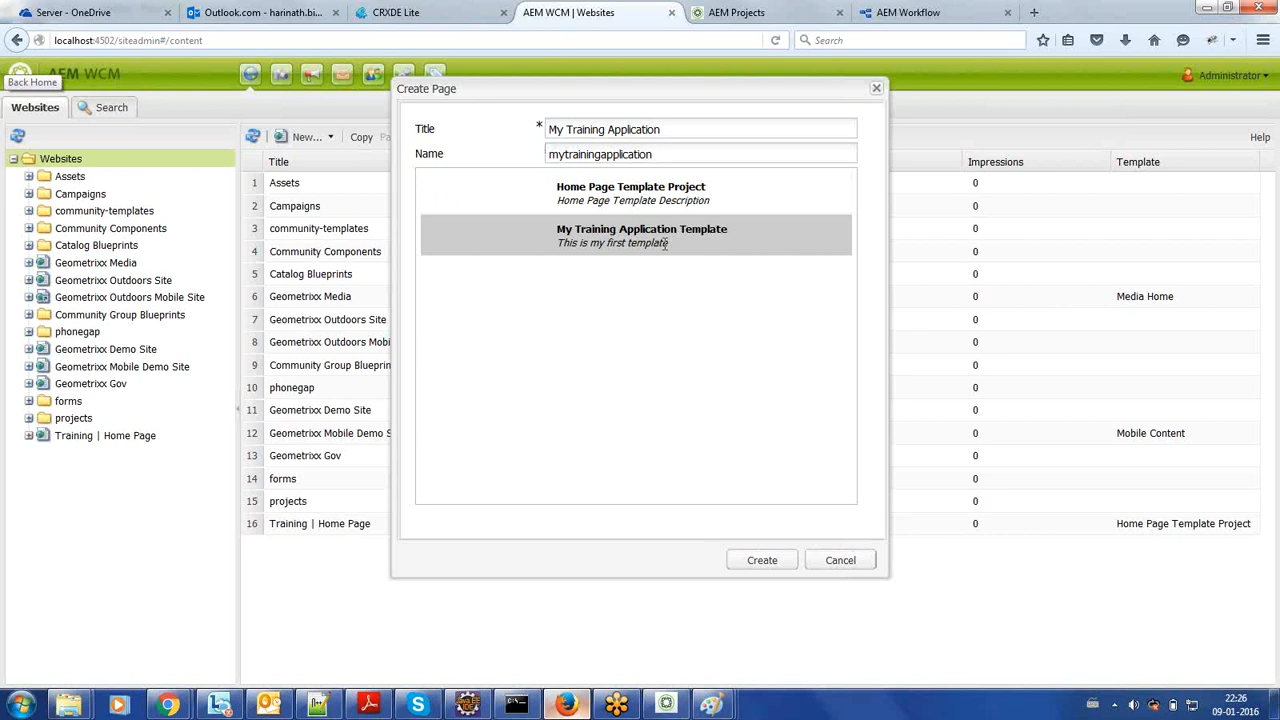 Server - OneDrive
Outlook.com - harinath.bi...
CRXDE Lite
AEM WCM | Websites
AEM Projects
AEM Workflow
localhost:4502/siteadmin#/content
Search
AEM WCM
Back Home
Administrator
Websites
Search
Create Page
Title
*
My Training Application
Name
mytrainingapplication
Home Page Template Project
Home Page Template Description
My Training Application Template
This is my first template
Create
Cancel
New...
Copy
Help
Websites
Assets
Campaigns
community-templates
Community Components
Catalog Blueprints
Geometrixx Media
Geometrixx Outdoors Site
Geometrixx Outdoors Mobile Site
Community Group Blueprints
phonegap
Geometrixx Demo Site
Geometrixx Mobile Demo Site
Geometrixx Gov
forms
projects
Training | Home Page
Title Impressions Template
1 Assets 0
2 Campaigns 0
3 community-templates 0
4 Community Components 0
5 Catalog Blueprints 0
6 Geometrixx Media 0 Media Home
7 Geometrixx Outdoors Site 0
8 Geometrixx Outdoors Mobi 0
9 Community Group Blueprin 0
10 phonegap 0
11 Geometrixx Demo Site 0
12 Geometrixx Mobile Demo S 0 Mobile Content
13 Geometrixx Gov 0
14 forms 0
15 projects 0
16 Training | Home Page 0 Home Page Template Project
22:26
09-01-2016